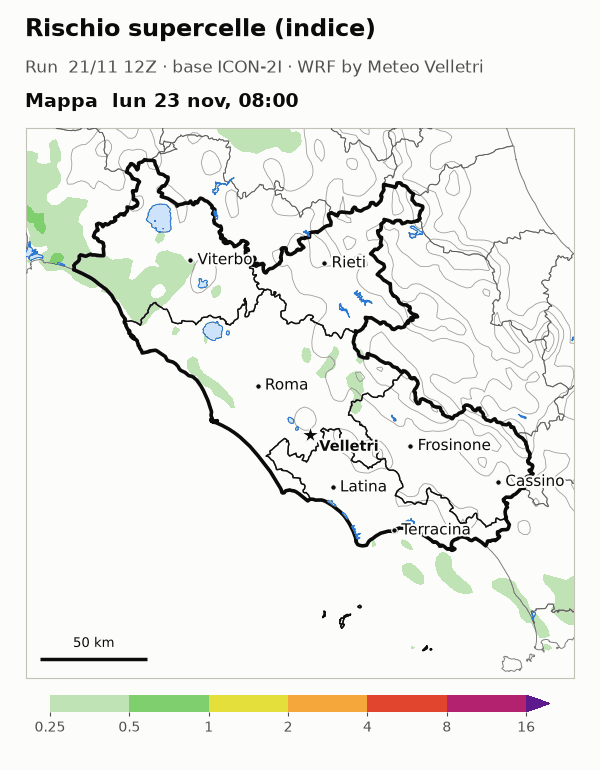 Rischio supercelle (indice)
Run 21/11 12Z · base ICON-2I · WRF by Meteo Velletri
Mappa lun 23 nov, 08:00
Viterbo
Rieti
Roma
Velletri
Frosinone
Cassino
Latina
Terracina
50 km
0.25 0.5 1 2 4 8 16